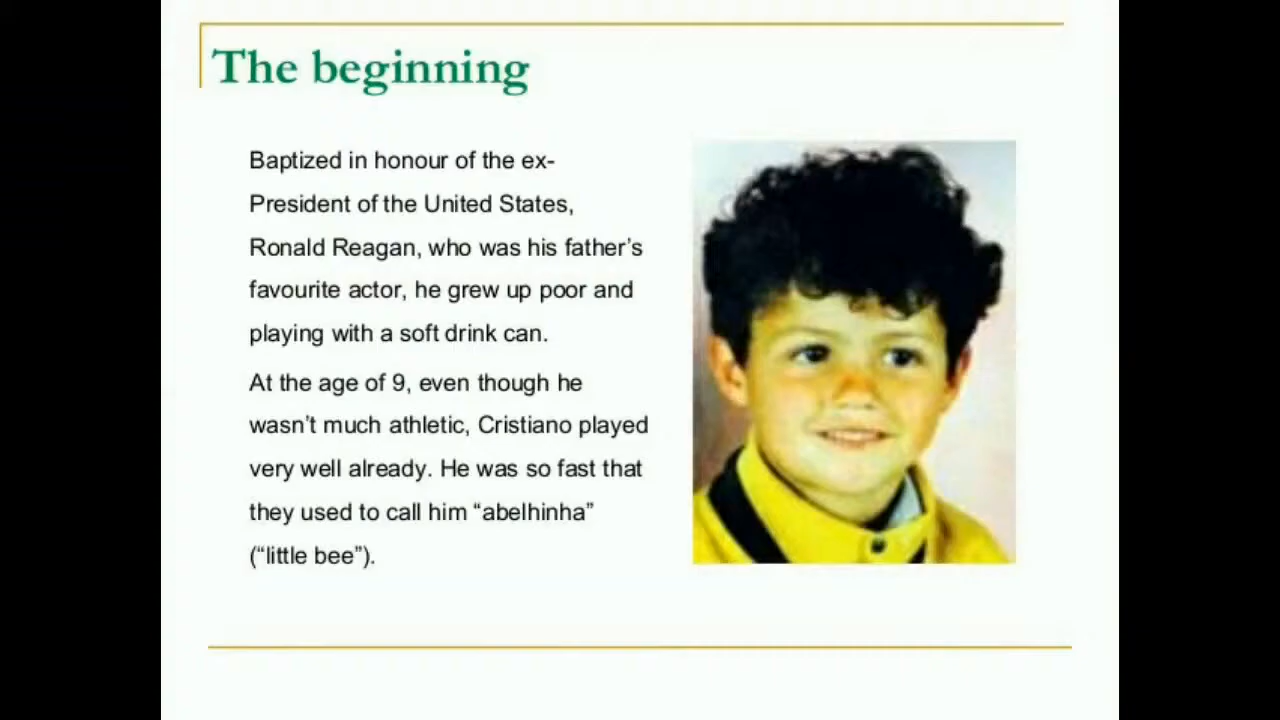 The beginning
Baptized in honour of the ex-
President of the United States,
Ronald Reagan, who was his father’s
favourite actor, he grew up poor and
playing with a soft drink can.
At the age of 9, even though he
wasn’t much athletic, Cristiano played
very well already. He was so fast that
they used to call him “abelhinha”
(“little bee”).